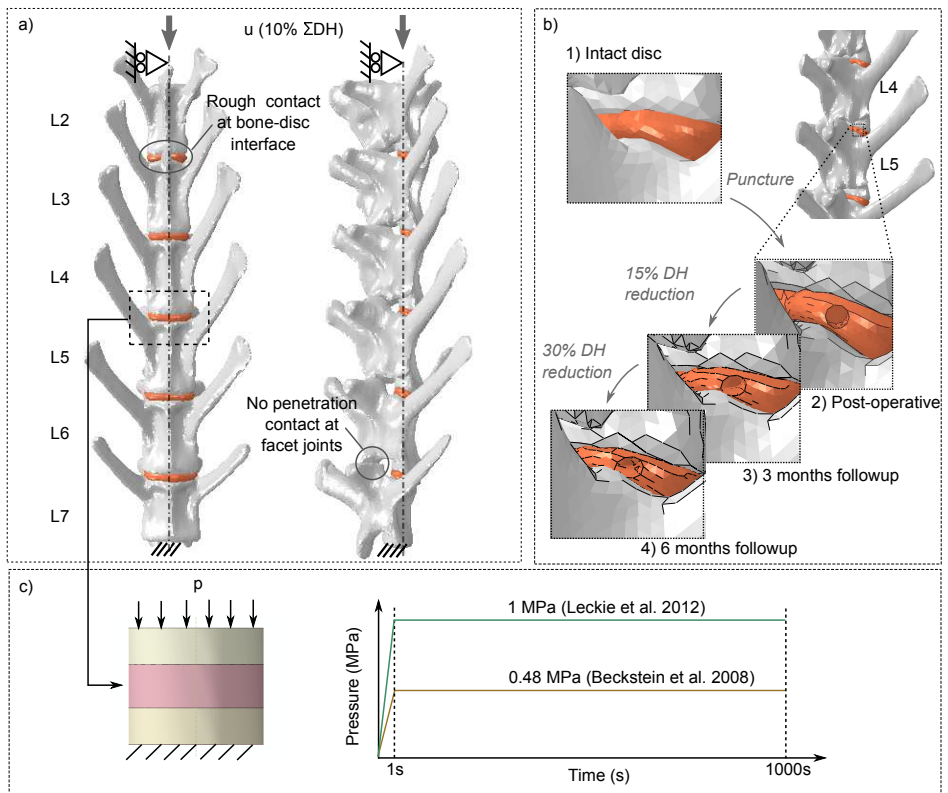 a)
u (10% ΣDH)
L2
Rough contact
at bone-disc
interface
L3
L4
L5
No penetration
contact at
facet joints
L6
L7
b)
1) Intact disc
L4
L5
Puncture
15% DH
reduction
30% DH
reduction
2) Post-operative
3) 3 months followup
4) 6 months followup
c)
p
Pressure (MPa)
1 MPa (Leckie et al. 2012)
0.48 MPa (Beckstein et al. 2008)
1s
Time (s)
1000s